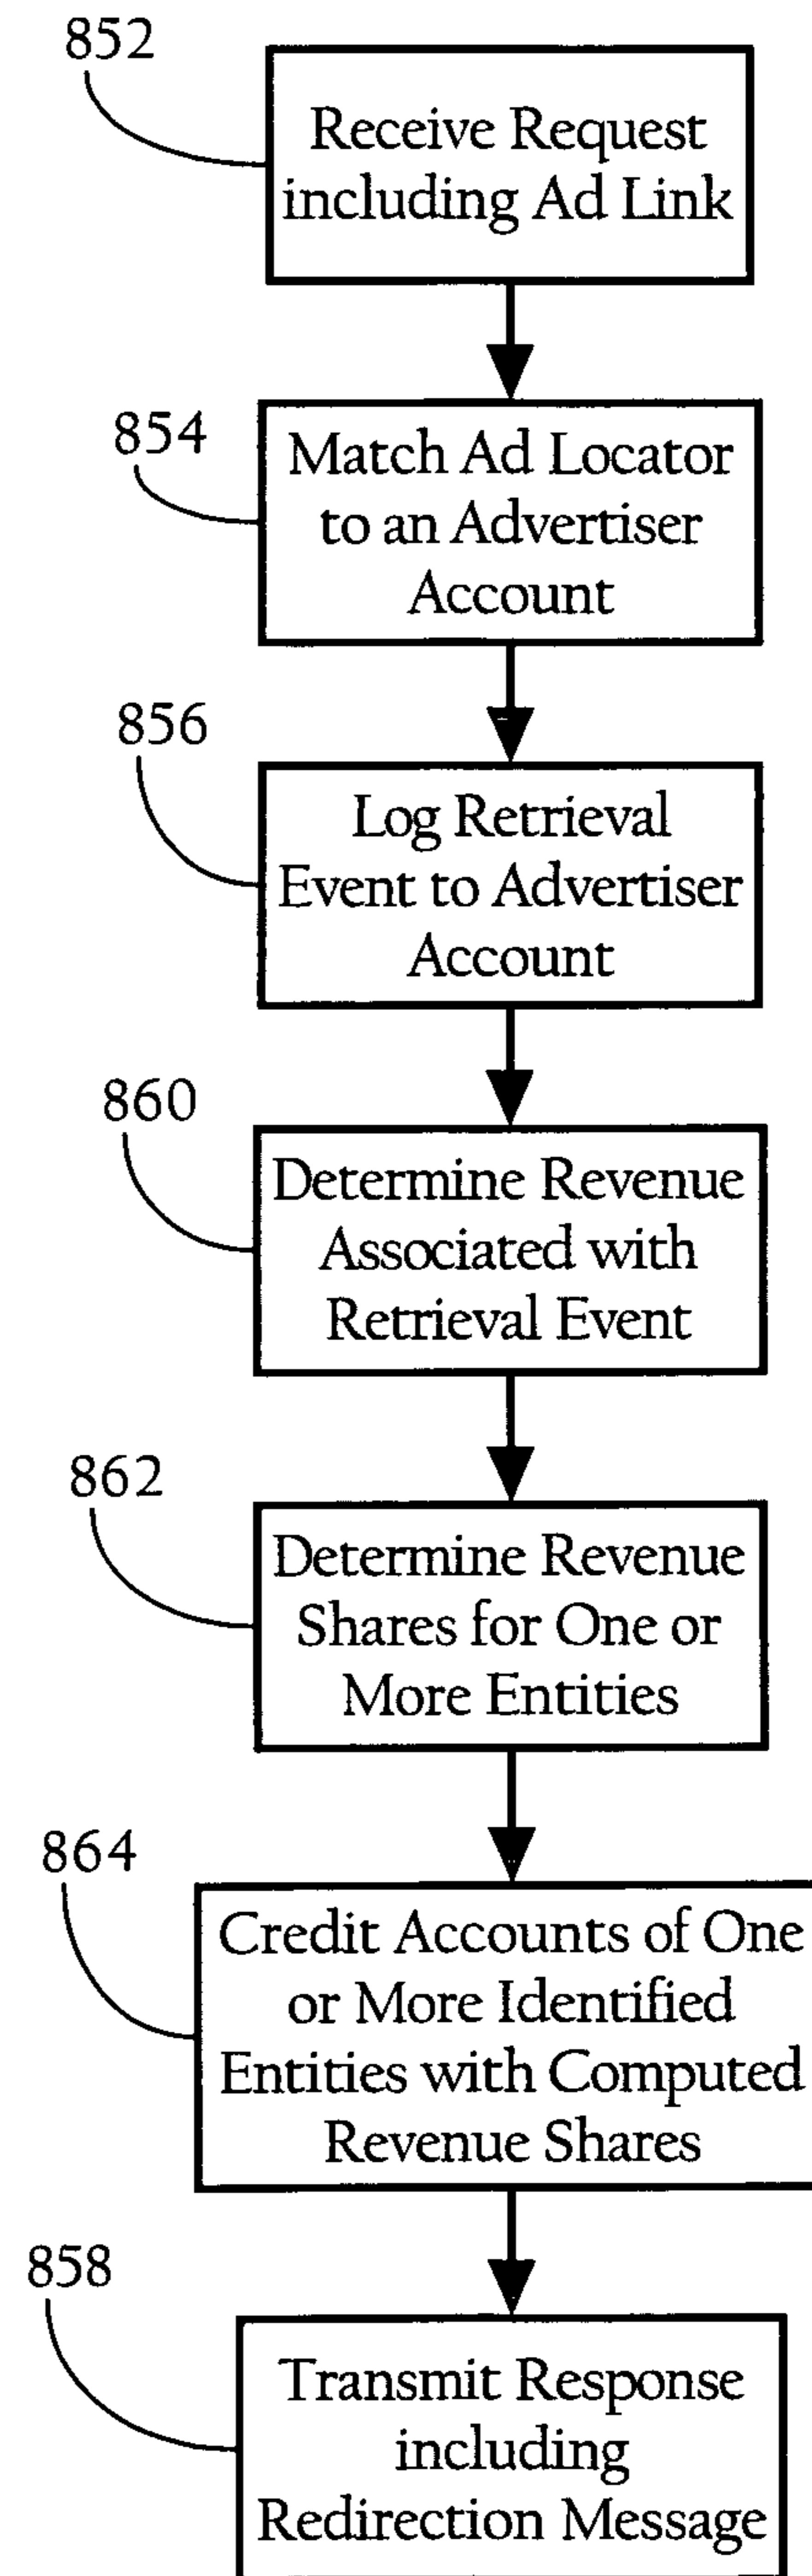 852
Receive Request
including Ad Link
854
Match Ad Locator
to an Advertiser
Account
856
Log Retrieval
Event to Advertiser
Account
860
Determine Revenue
Associated with
Retrieval Event
862
Determine Revenue
Shares for One or
More Entities
864
Credit Accounts of One
or More Identified
Entities with Computed
Revenue Shares
858
Transmit Response
including
Redirection Message